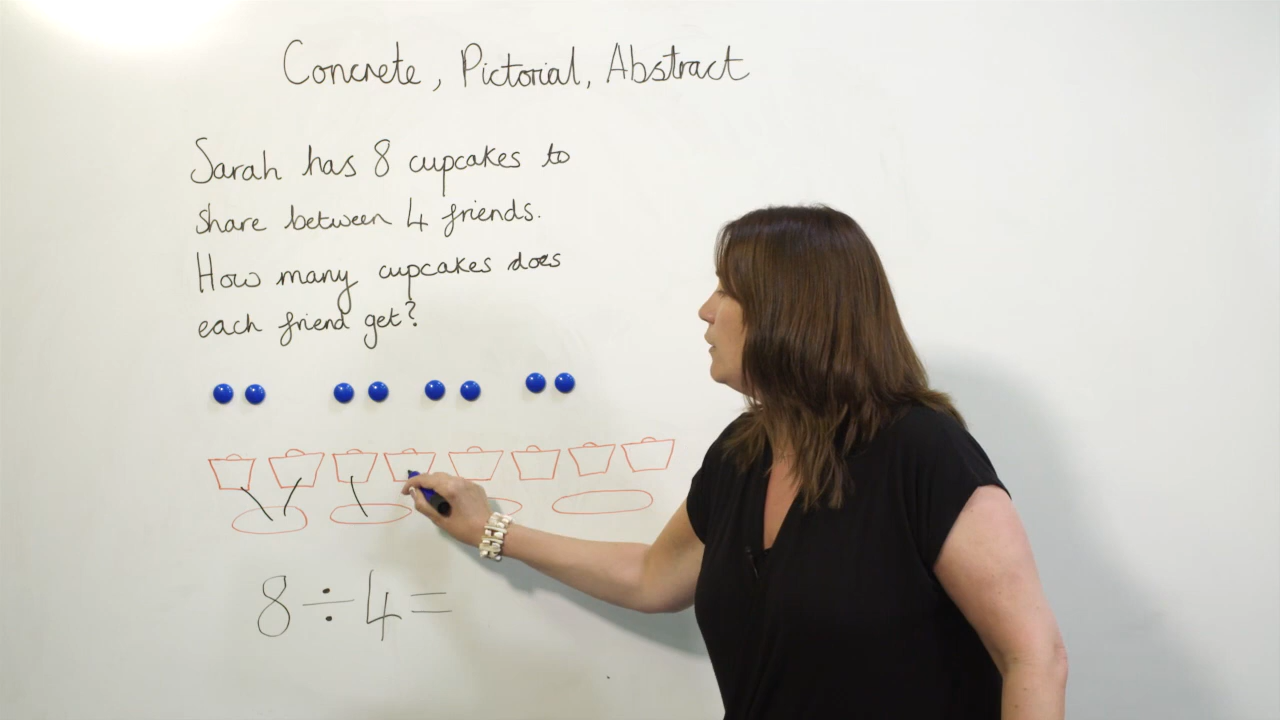 Concrete, Pictorial, Abstract
Sarah has 8 cupcakes to
share between 4 friends.
How many cupcakes does
each friend get?
8 ÷ 4 =